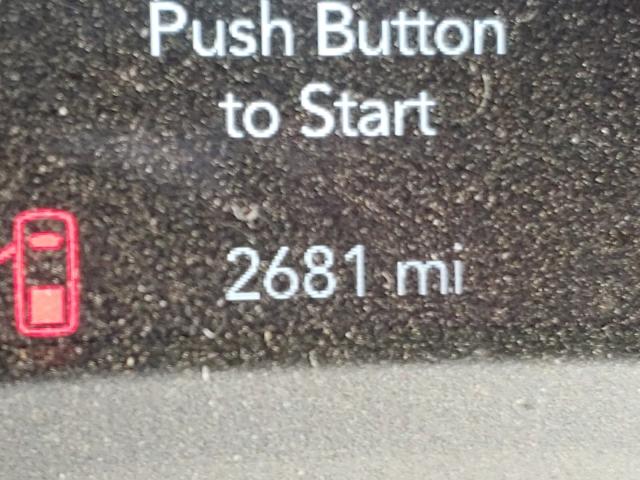 Push Button
to Start
2681 mi